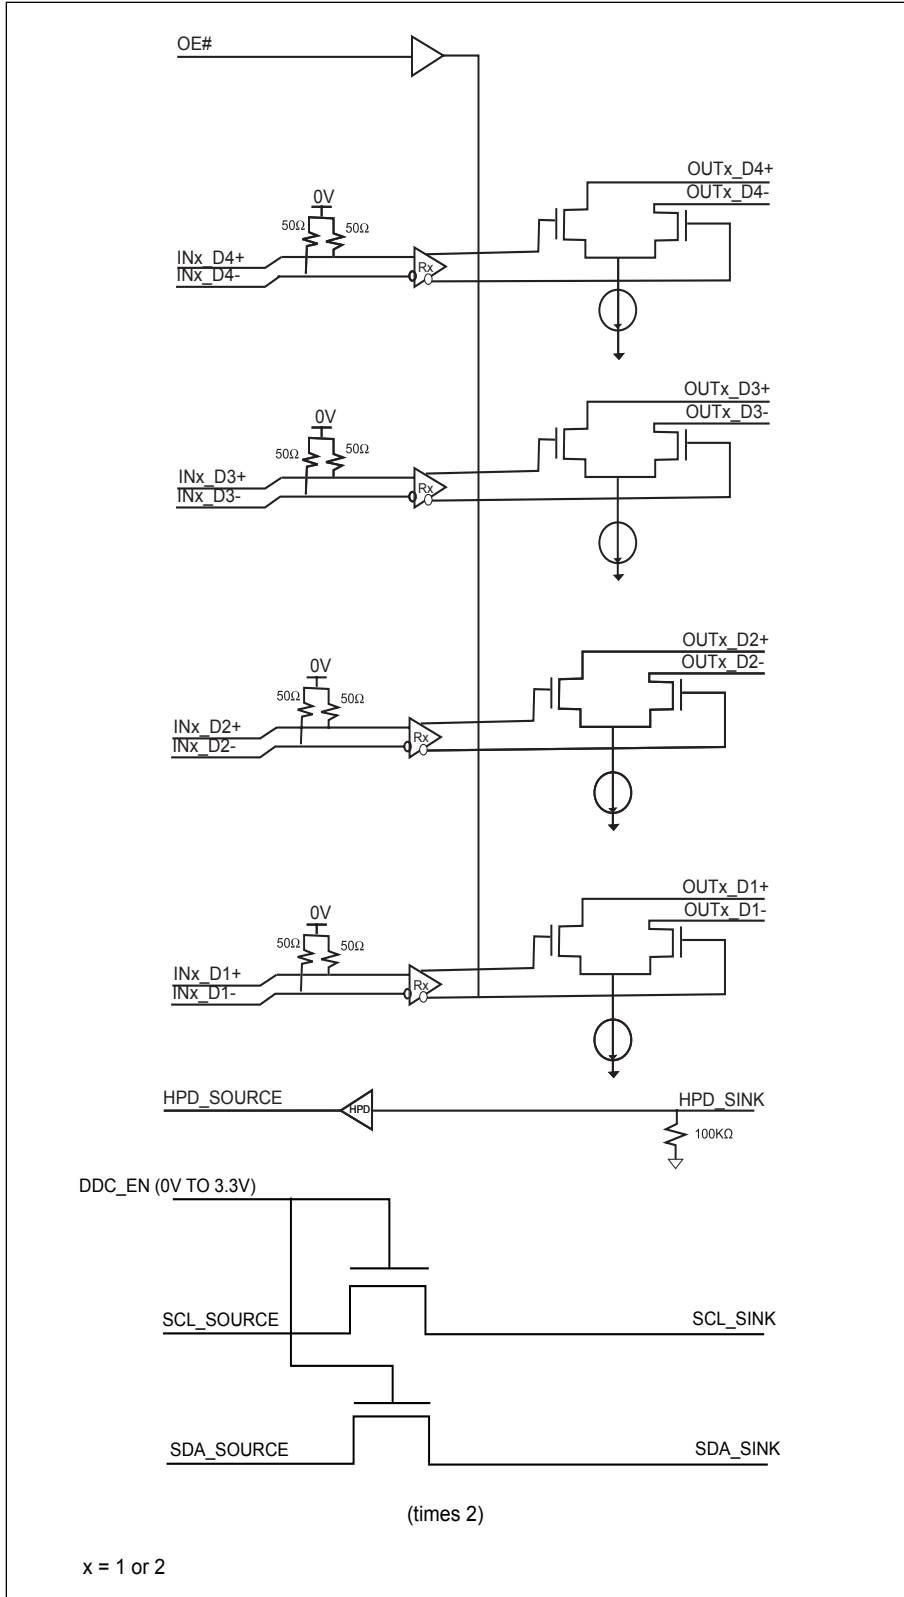 OE#
OUTx_D4+
OUTx_D4-
0V
50Ω 50Ω
INx_D4+
INx_D4-
Rx
OUTx_D3+
OUTx_D3-
0V
50Ω 50Ω
INx_D3+
INx_D3-
Rx
OUTx_D2+
OUTx_D2-
0V
50Ω 50Ω
INx_D2+
INx_D2-
Rx
OUTx_D1+
OUTx_D1-
0V
50Ω 50Ω
INx_D1+
INx_D1-
Rx
HPD_SOURCE HPD HPD_SINK
100KΩ
DDC_EN (0V TO 3.3V)
SCL_SOURCE SCL_SINK
SDA_SOURCE SDA_SINK
(times 2)
x = 1 or 2